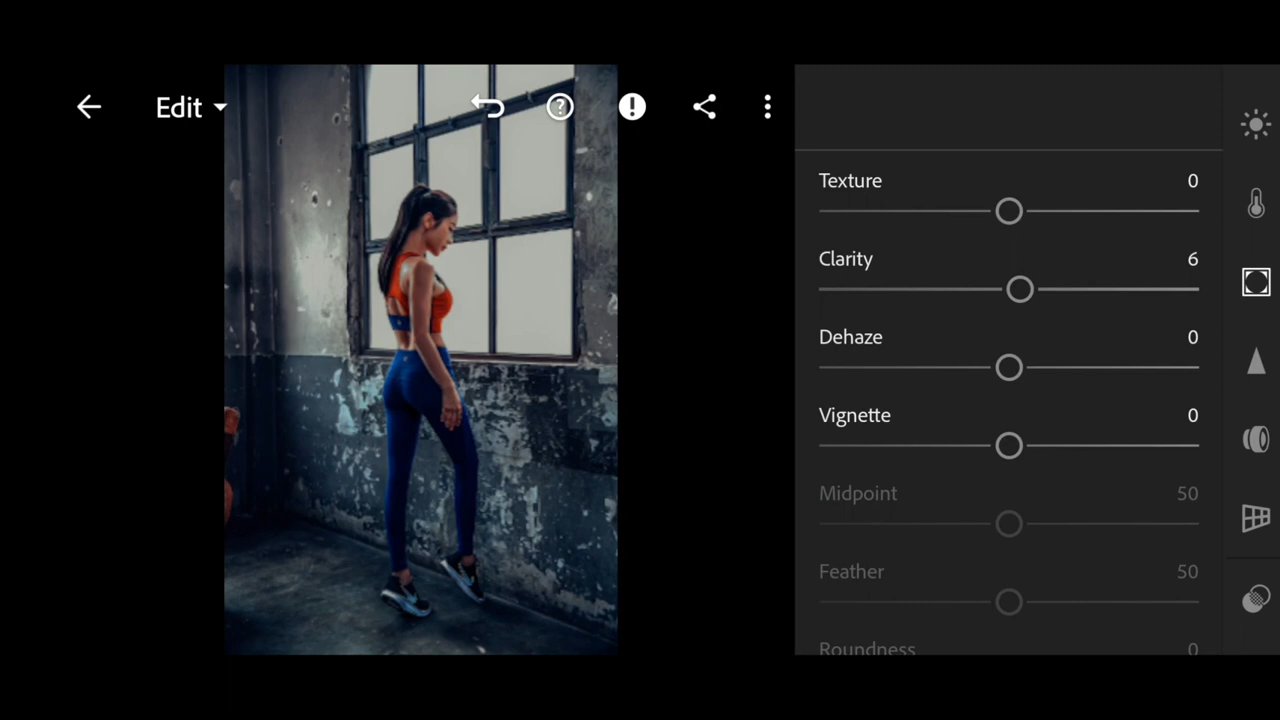 Edit
Texture 0
Clarity 6
Dehaze 0
Vignette 0
Midpoint 50
Feather 50
Roundness 0